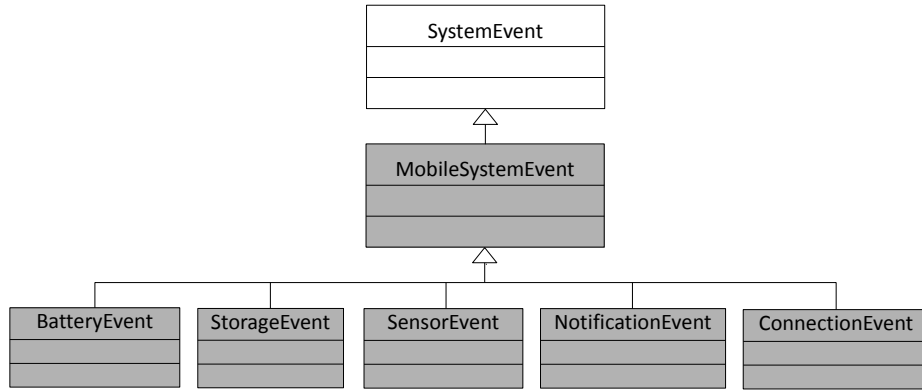 SystemEvent
MobileSystemEvent
BatteryEvent
StorageEvent
SensorEvent
NotificationEvent
ConnectionEvent